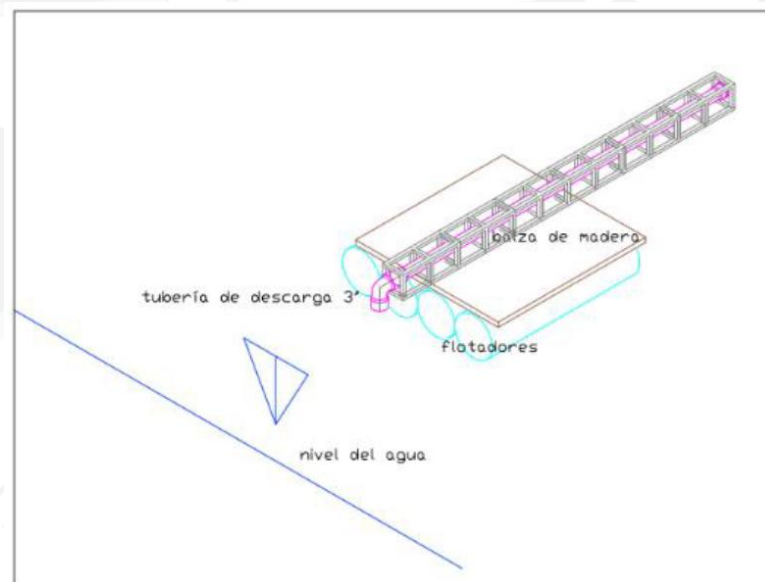 balza de madera
tubería de descarga 3'
flotadores
nivel del agua